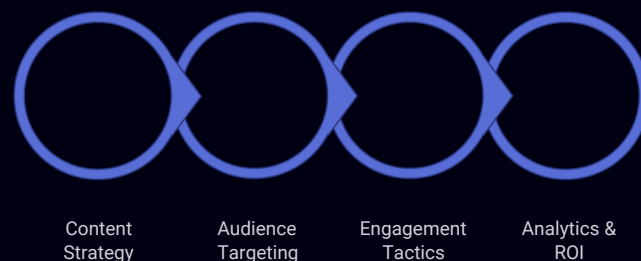 Content
Strategy
Audience
Targeting
Engagement
Tactics
Analytics &
ROI